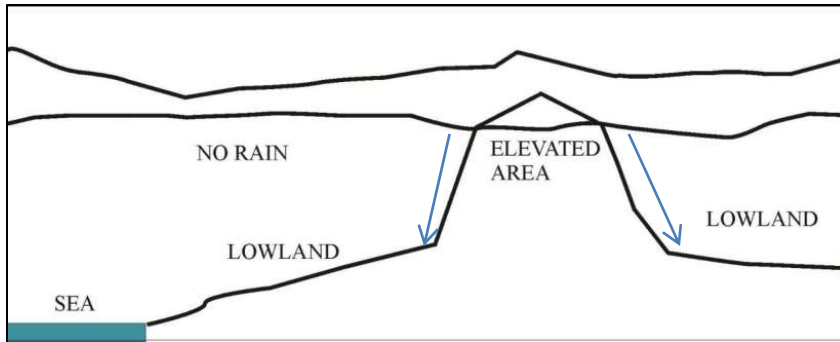 NO RAIN
ELEVATED
AREA
LOWLAND
LOWLAND
SEA